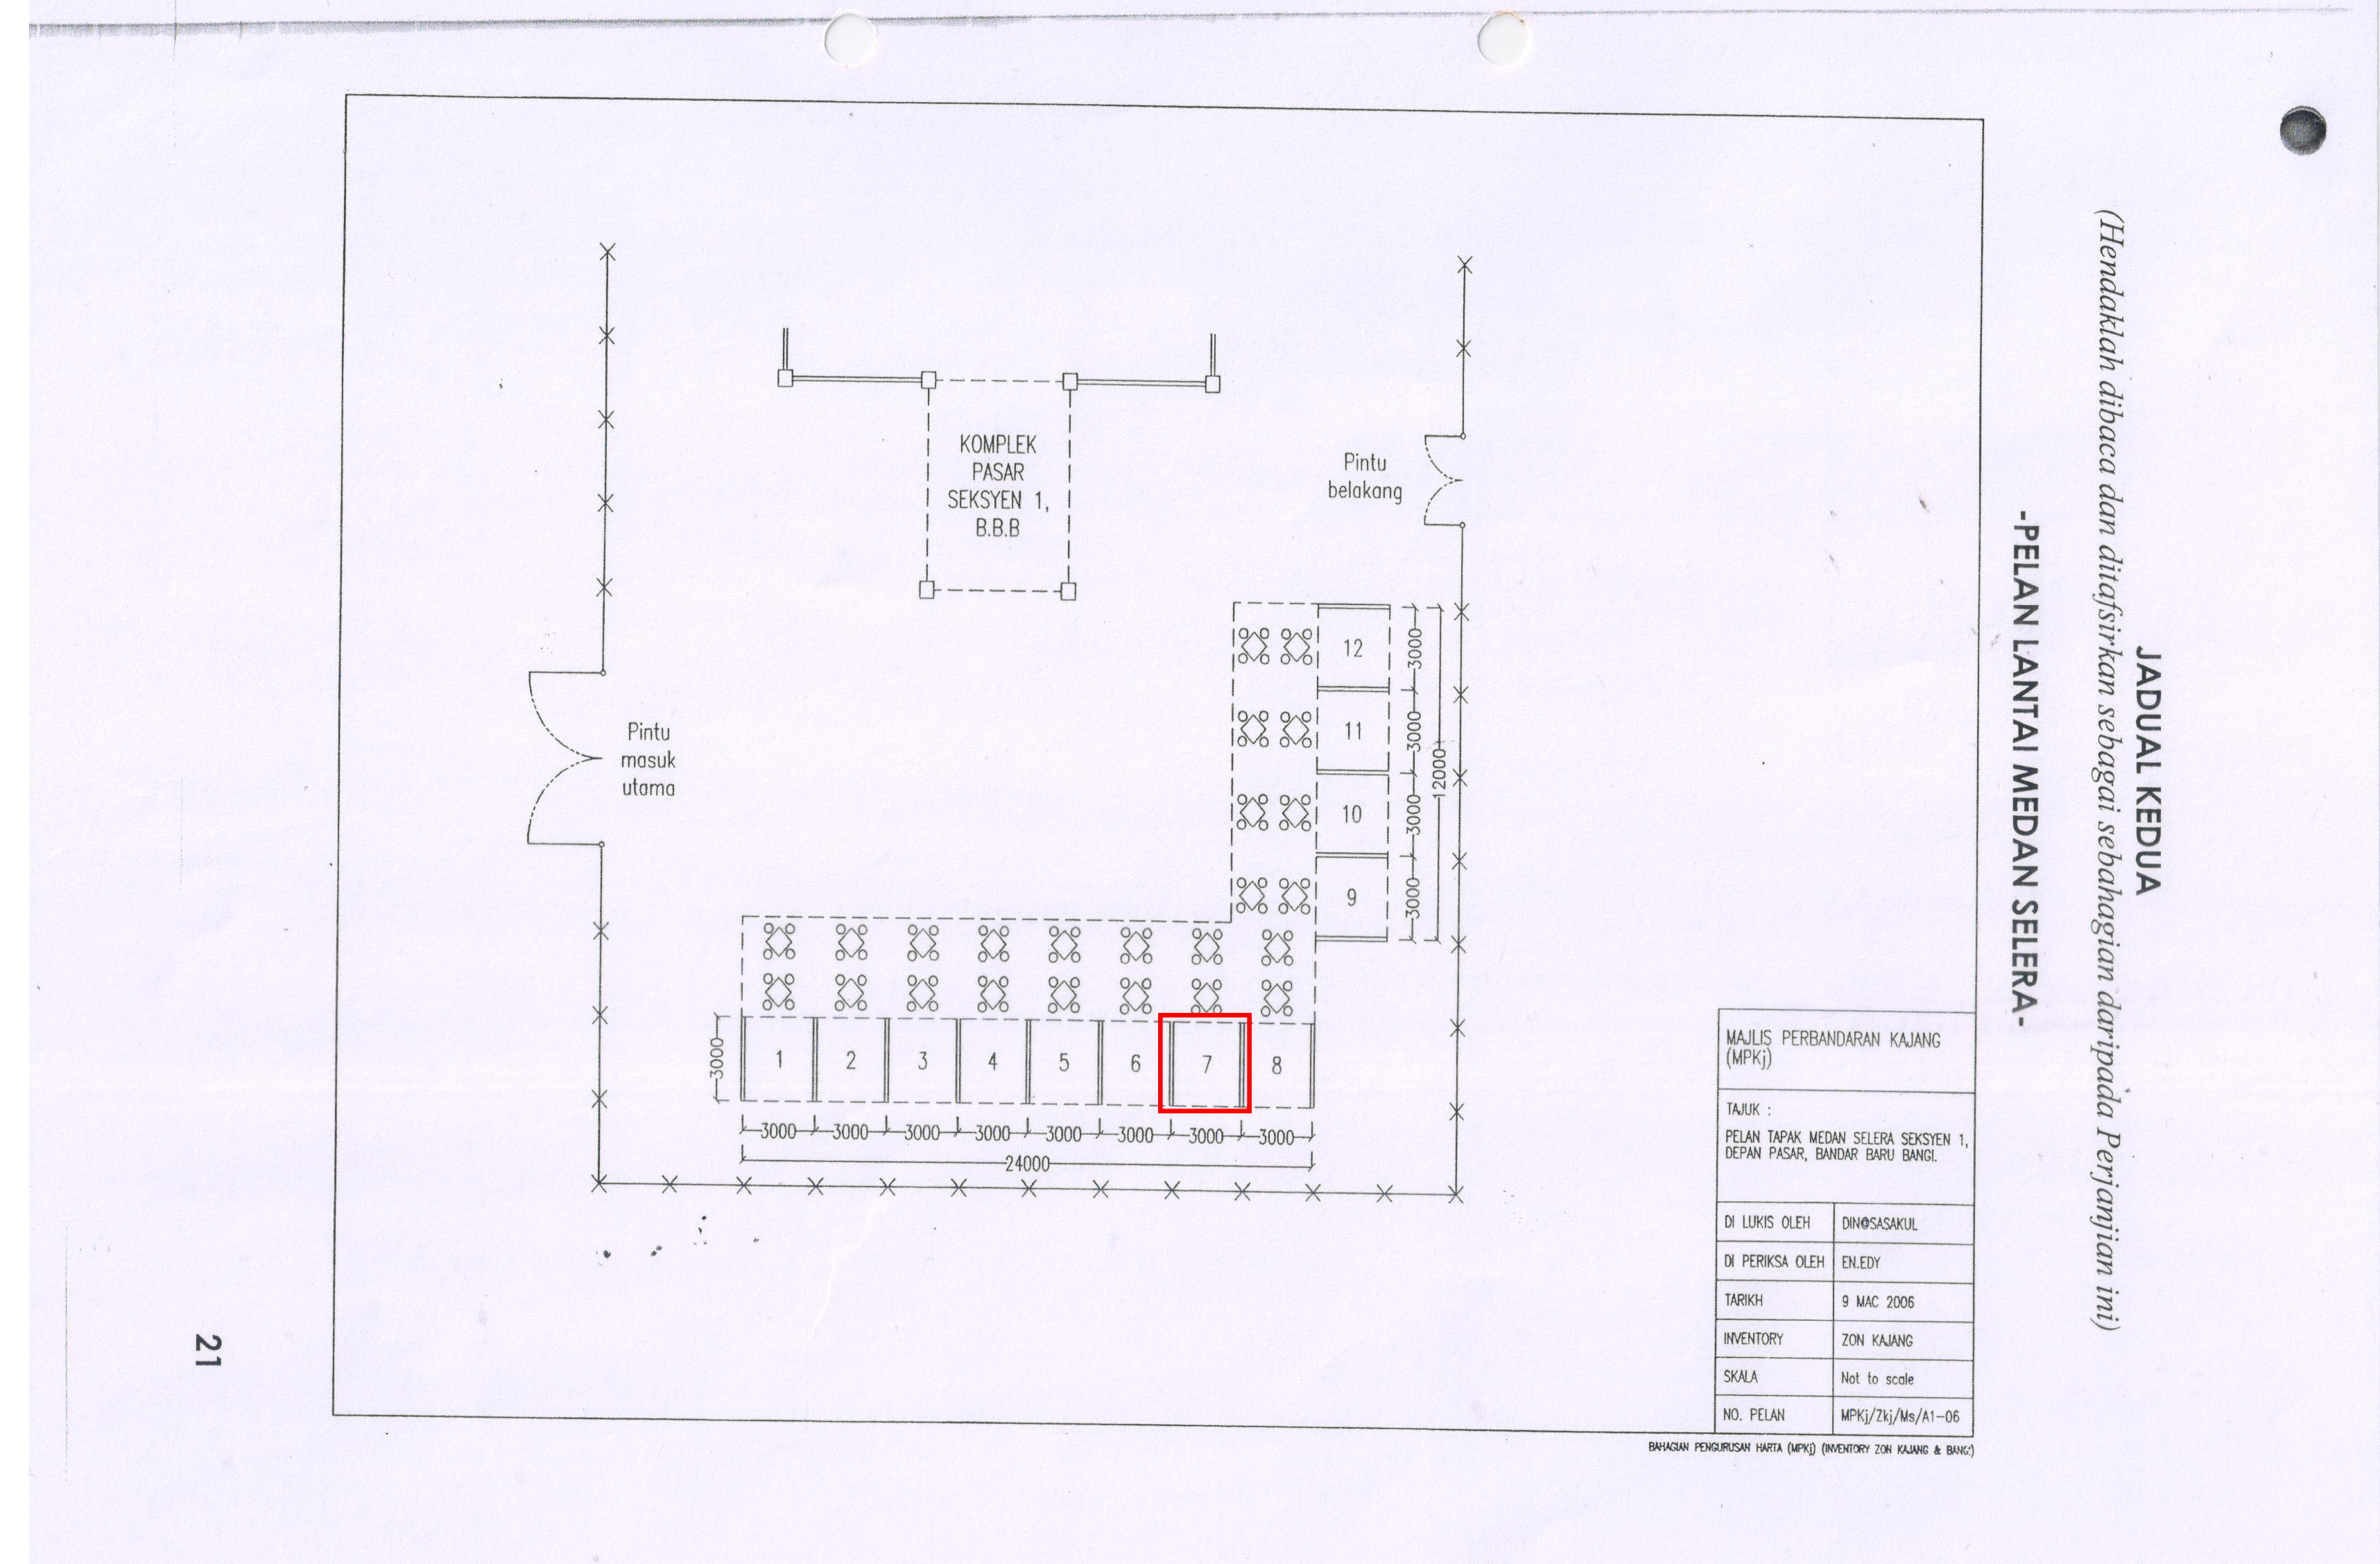 JADUAL KEDUA
(Hendaklah dibaca dan ditafsirkan sebagai sebahagian daripada Perjanjian ini)
-PELAN LANTAI MEDAN SELERA-
KOMPLEK
PASAR
SEKSYEN 1,
B.B.B
Pintu
belakang
Pintu
masuk
utama
12
11
10
9
3000
3000
3000
3000
12000
1 2 3 4 5 6 7 8
3000
3000 3000 3000 3000 3000 3000 3000 3000
24000
MAJLIS PERBANDARAN KAJANG
(MPKj)
TAJUK :
PELAN TAPAK MEDAN SELERA SEKSYEN 1,
DEPAN PASAR, BANDAR BARU BANGI.
DI LUKIS OLEH DIN@SASAKUL
DI PERIKSA OLEH EN.EDY
TARIKH 9 MAC 2006
INVENTORY ZON KAJANG
SKALA Not to scale
NO. PELAN MPKj/Zkj/Ms/A1-06
BAHAGIAN PENGURUSAN HARTA (MPKj) (INVENTORY ZON KAJANG & BANG:)
21